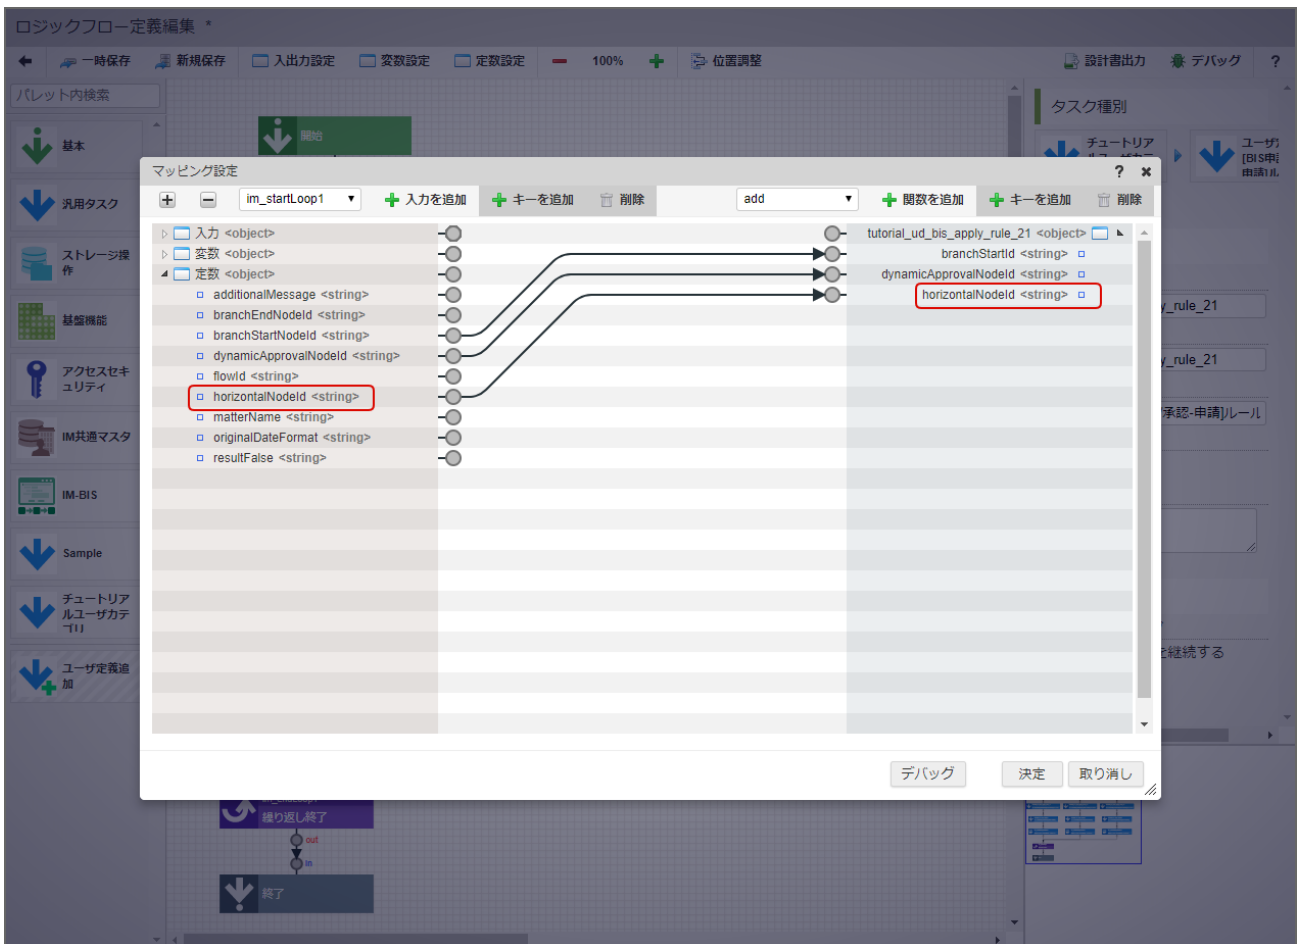 ロジックフロー定義編集 *
一時保存 新規保存 入出力設定 変数設定 定数設定 100% 位置調整 設計書出力 デバッグ ?
パレット内検索
基本
汎用タスク
ストレージ操
作
基盤機能
アクセスセキ
ュリティ
IM共通マスタ
IM-BIS
Sample
チュートリア
ルユーザカテ
ゴリ
ユーザ定義追
加
開始
タスク種別
チュートリア
ユーザ
[BIS申
マッピング設定 ?
im_startLoop1 入力を追加 キーを追加 削除 add 関数を追加 キーを追加 削除
入力 <object>
変数 <object>
定数 <object>
additionalMessage <string>
branchEndNodeId <string>
branchStartNodeId <string>
dynamicApprovalNodeId <string>
flowId <string>
horizontalNodeId <string>
matterName <string>
originalDateFormat <string>
resultFalse <string>
tutorial_ud_bis_apply_rule_21 <object>
branchStartId <string>
dynamicApprovalNodeId <string>
horizontalNodeId <string>
y_rule_21
y_rule_21
承認-申請]ルール
を継続する
デバッグ 決定 取り消し
繰り返し終了
out
in
終了